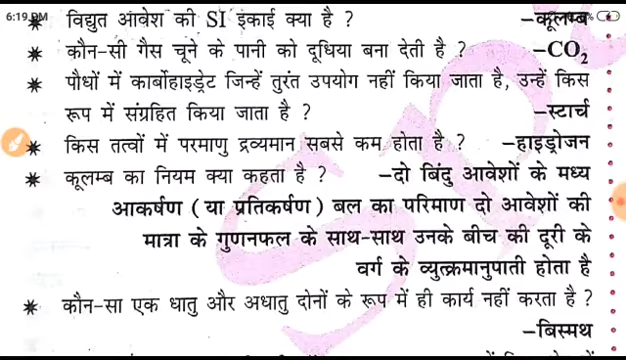 6:19 PM
* विद्युत आवेश की SI इकाई क्या है ? –कूलम्ब
* कौन-सी गैस चूने के पानी को दूधिया बना देती है ? –CO₂
* पौधों में कार्बोहाइड्रेट जिन्हें तुरंत उपयोग नहीं किया जाता है, उन्हें किस
रूप में संग्रहित किया जाता है ? –स्टार्च
* किस तत्वों में परमाणु द्रव्यमान सबसे कम होता है ? –हाइड्रोजन
* कूलम्ब का नियम क्या कहता है ? –दो बिंदु आवेशों के मध्य
आकर्षण ( या प्रतिकर्षण ) बल का परिमाण दो आवेशों की
मात्रा के गुणनफल के साथ-साथ उनके बीच की दूरी के
वर्ग के व्युत्क्रमानुपाती होता है
* कौन-सा एक धातु और अधातु दोनों के रूप में ही कार्य नहीं करता है ?
–बिस्मथ